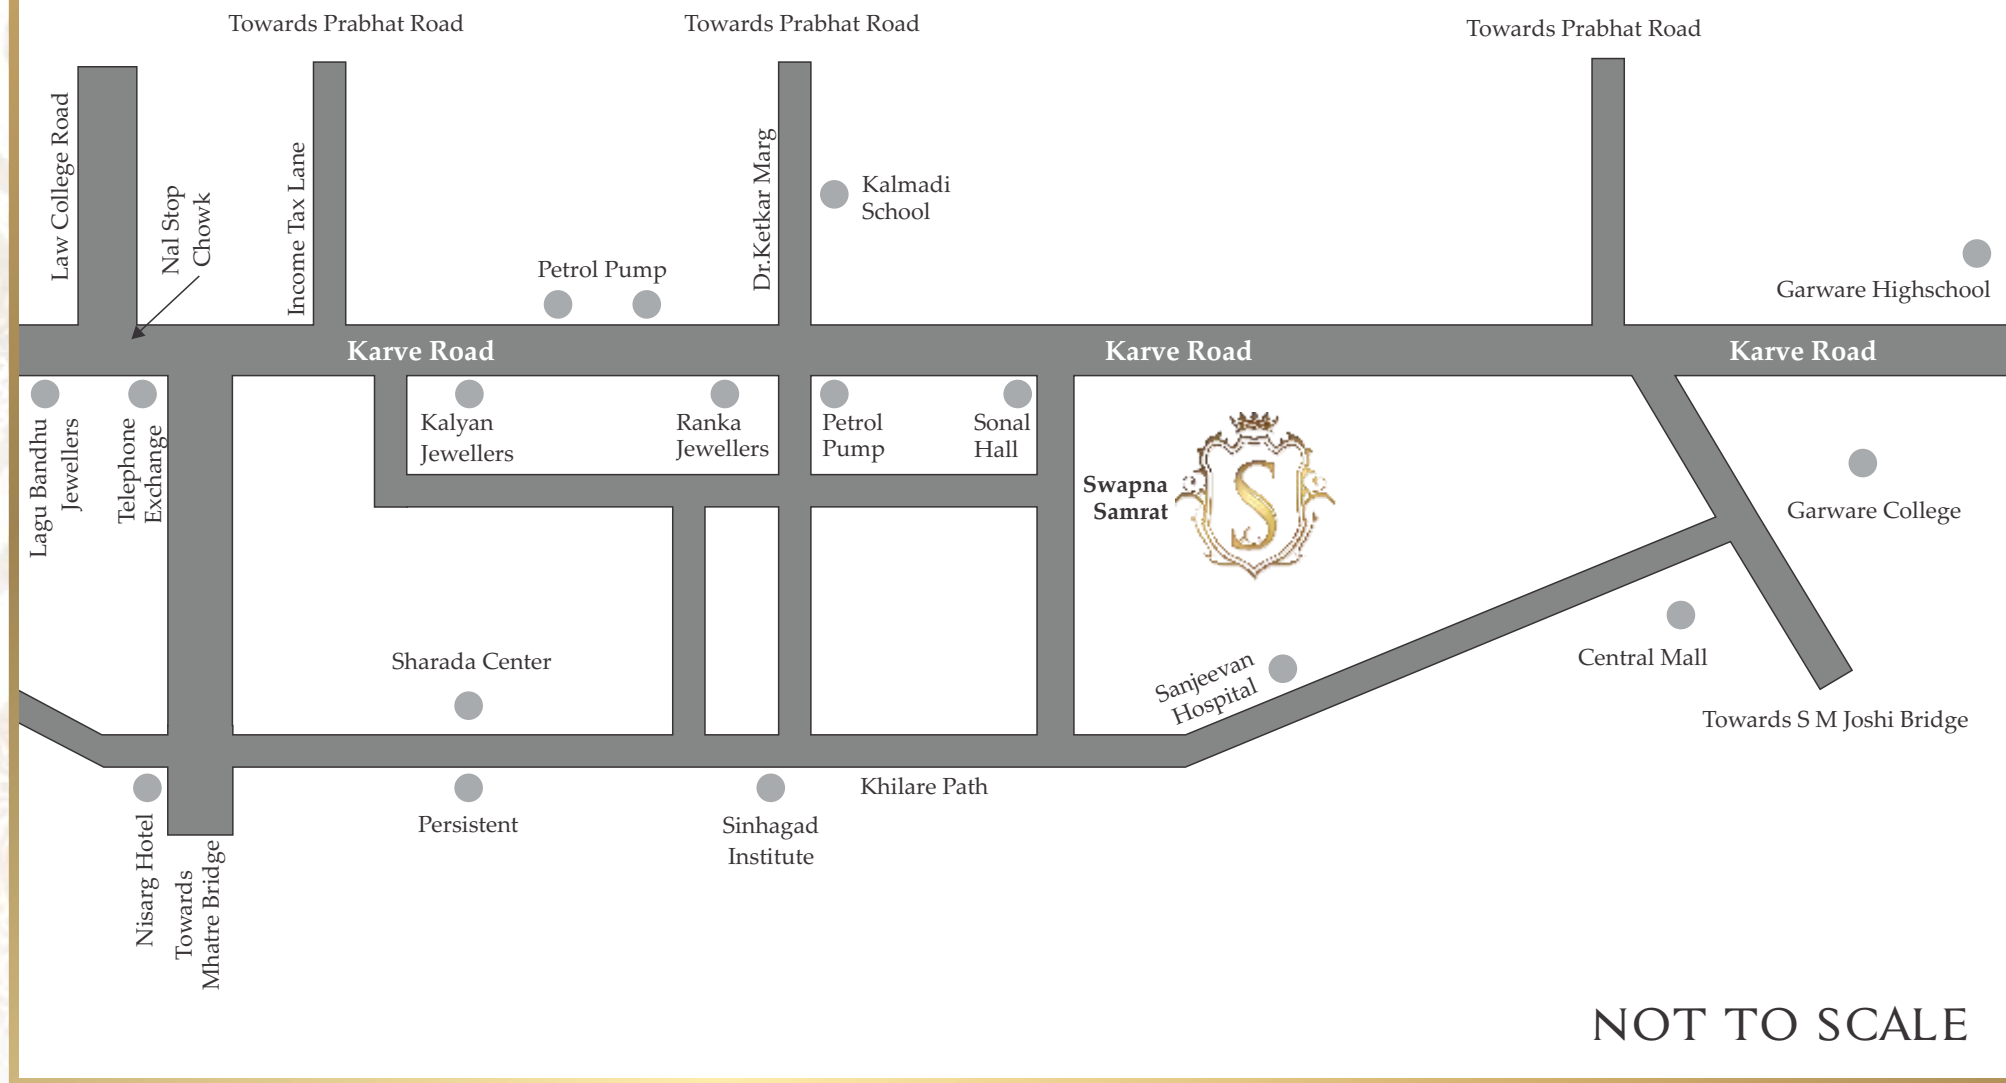 Towards Prabhat Road
Towards Prabhat Road
Towards Prabhat Road
Law College Road
Nal Stop
Chowk
Income Tax Lane
Dr.Ketkar Marg
Kalmadi
School
Petrol Pump
Garware Highschool
Karve Road
Karve Road
Karve Road
Lagu Bandhu
Jewellers
Telephone
Exchange
Kalyan
Jewellers
Ranka
Jewellers
Petrol
Pump
Sonal
Hall
Swapna
Samrat
S
Garware College
Sharada Center
Sanjeevan
Hospital
Central Mall
Towards S M Joshi Bridge
Nisarg Hotel
Towards
Mhatre Bridge
Persistent
Sinhagad
Institute
Khilare Path
NOT TO SCALE